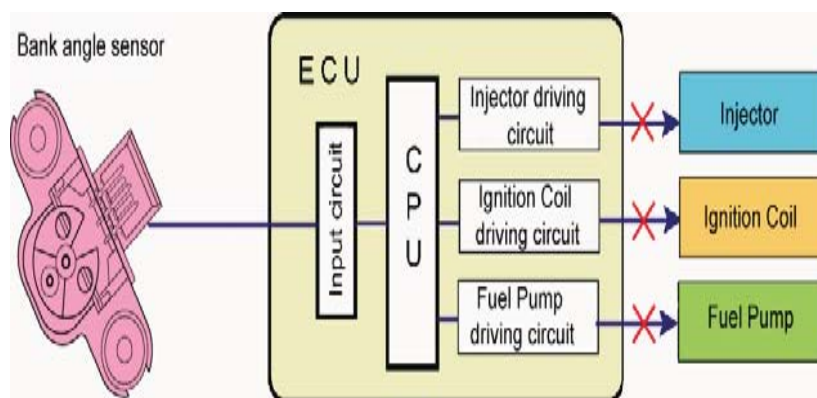 Bank angle sensor
ECU
Input circuit
CPU
Injector driving
circuit
Ignition Coil
driving circuit
Fuel Pump
driving circuit
Injector
Ignition Coil
Fuel Pump